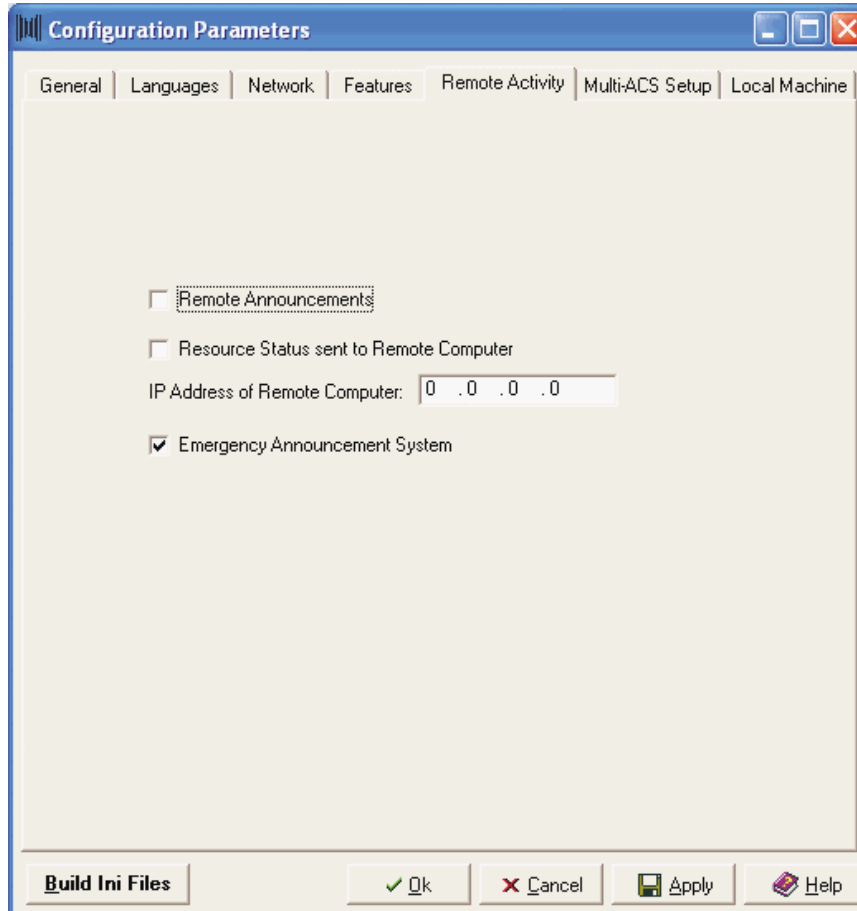 Configuration Parameters
General Languages Network Features Remote Activity Multi-ACS Setup Local Machine
Remote Announcements
Resource Status sent to Remote Computer
IP Address of Remote Computer: 0 .0 .0 .0
Emergency Announcement System
Build Ini Files Ok Cancel Apply Help